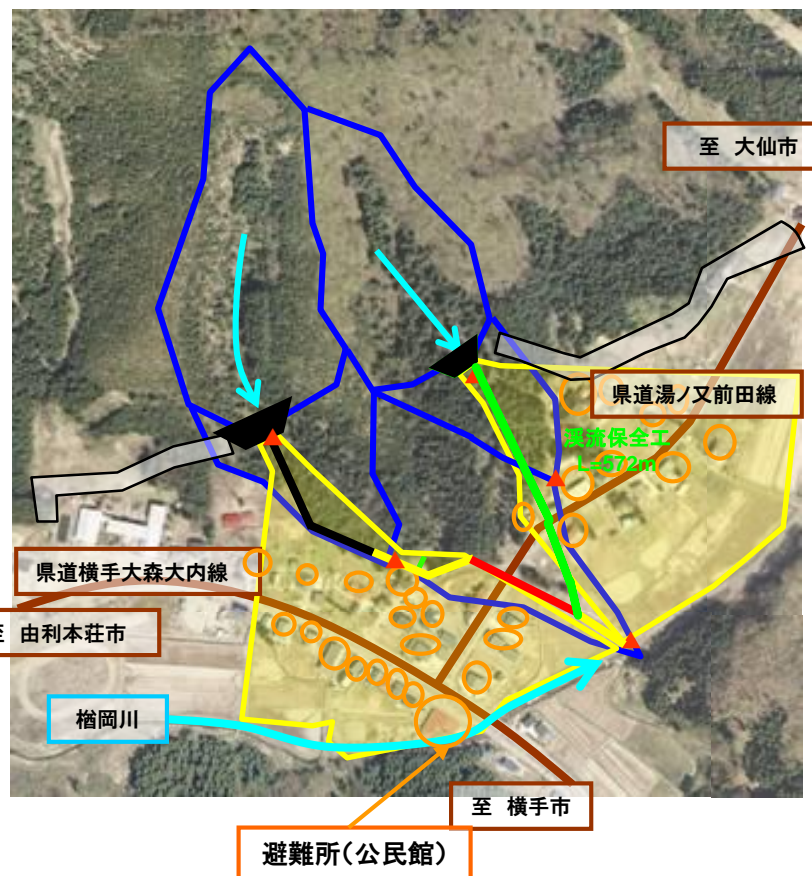 至 大仙市
県道湯ノ又前田線
渓流保全工
L=572m
県道横手大森大内線
至 由利本荘市
楢岡川
至 横手市
避難所(公民館)